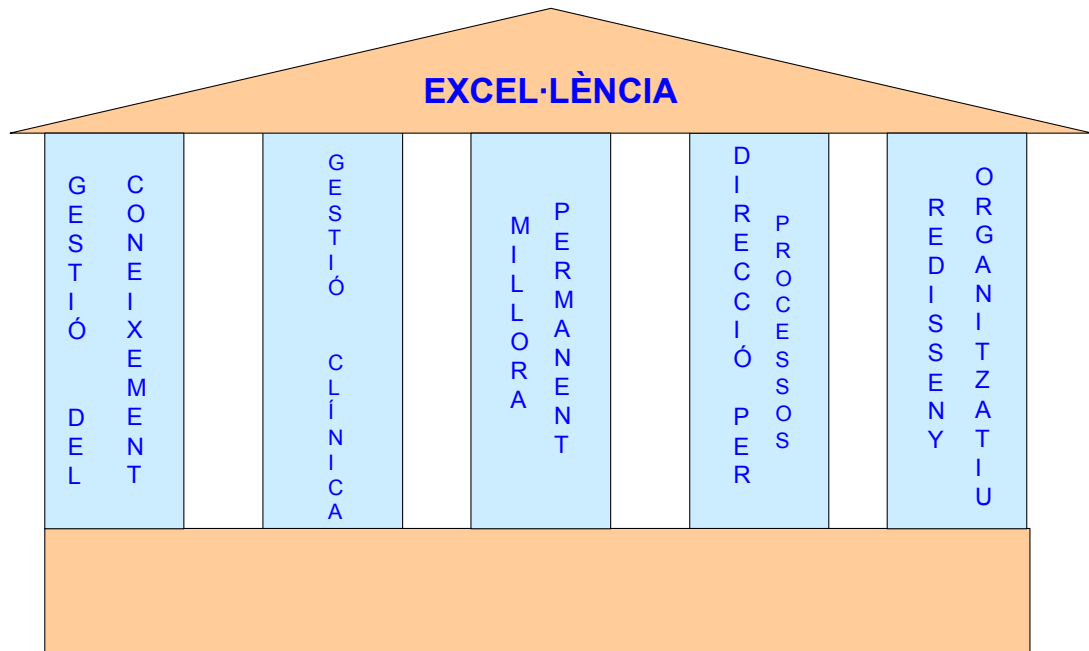 EXCEL·LÈNCIA
GESTIÓ DEL
CONEIXEMENT
GESTIÓ CLÍNICA
MILLORA
PERMANENT
DIRECCIÓ PER
PROCESSOS
REDISSENY
ORGANITZATIU